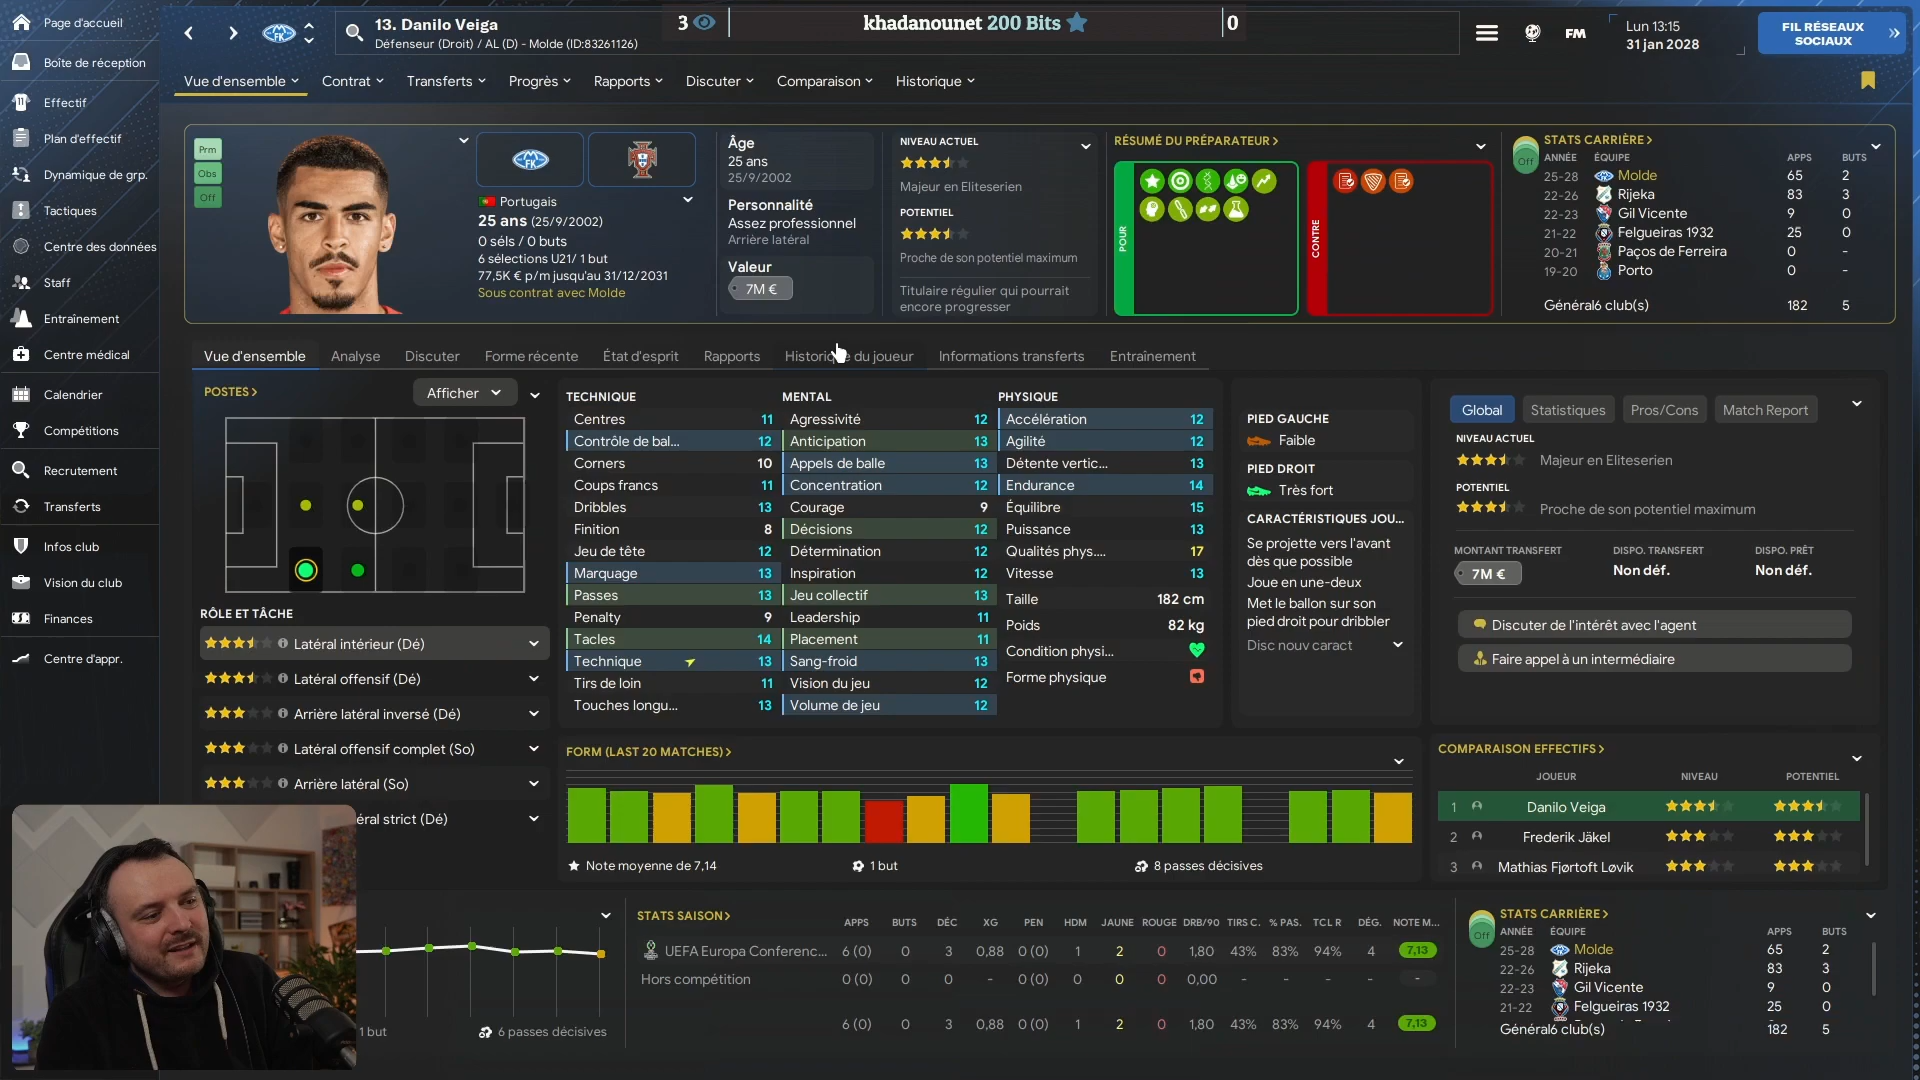 Page d'accueil
Boîte de réception
Effectif
Plan d'effectif
Dynamique de grp.
Tactiques
Centre des données
Staff
Entraînement
Centre médical
Calendrier
Compétitions
Recrutement
Transferts
Infos club
Vision du club
Finances
Centre d'appr.
13. Danilo Veiga
Défenseur (Droit) / AL (D) - Molde (ID:83261126)
3
khadanounet 200 Bits
0
FM
Lun 13:15
31 jan 2028
FIL RÉSEAUX SOCIAUX
Vue d'ensemble Contrat Transferts Progrès Rapports Discuter Comparaison Historique
Prm
Obs
Off
Portugais
25 ans (25/9/2002)
0 séls / 0 buts
6 sélections U21/ 1 but
77,5K € p/m jusqu'au 31/12/2031
Sous contrat avec Molde
Âge
25 ans
25/9/2002
Personnalité
Assez professionnel
Arrière latéral
Valeur
7M €
NIVEAU ACTUEL
Majeur en Eliteserien
POTENTIEL
Proche de son potentiel maximum
Titulaire régulier qui pourrait
encore progresser
RÉSUMÉ DU PRÉPARATEUR
POUR
CONTRE
STATS CARRIÈRE
Off
ANNÉE ÉQUIPE APPS BUTS
25-28 Molde 65 2
22-26 Rijeka 83 3
22-23 Gil Vicente 9 0
21-22 Felgueiras 1932 25 0
20-21 Paços de Ferreira 0 -
19-20 Porto 0 -
Général6 club(s) 182 5
Vue d'ensemble Analyse Discuter Forme récente État d'esprit Rapports Historique du joueur Informations transferts Entraînement
POSTES
Afficher
RÔLE ET TÂCHE
Latéral intérieur (Dé)
Latéral offensif (Dé)
Arrière latéral inversé (Dé)
Latéral offensif complet (So)
Arrière latéral (So)
éral strict (Dé)
TECHNIQUE
Centres 11
Contrôle de bal... 12
Corners 10
Coups francs 11
Dribbles 13
Finition 8
Jeu de tête 12
Marquage 13
Passes 13
Penalty 9
Tacles 14
Technique 13
Tirs de loin 11
Touches longu... 13
MENTAL
Agressivité 12
Anticipation 13
Appels de balle 13
Concentration 12
Courage 9
Décisions 12
Détermination 12
Inspiration 12
Jeu collectif 13
Leadership 11
Placement 11
Sang-froid 13
Vision du jeu 12
Volume de jeu 12
PHYSIQUE
Accélération 12
Agilité 12
Détente vertic... 13
Endurance 14
Équilibre 15
Puissance 13
Qualités phys.... 17
Vitesse 13
Taille 182 cm
Poids 82 kg
Condition physi...
Forme physique
PIED GAUCHE
Faible
PIED DROIT
Très fort
CARACTÉRISTIQUES JOU...
Se projette vers l'avant
dès que possible
Joue en une-deux
Met le ballon sur son
pied droit pour dribbler
Disc nouv caract
Global Statistiques Pros/Cons Match Report
NIVEAU ACTUEL
Majeur en Eliteserien
POTENTIEL
Proche de son potentiel maximum
MONTANT TRANSFERT DISPO. TRANSFERT DISPO. PRÊT
7M € Non déf. Non déf.
Discuter de l'intérêt avec l'agent
Faire appel à un intermédiaire
FORM (LAST 20 MATCHES)
Note moyenne de 7,14 1 but 8 passes décisives
COMPARAISON EFFECTIFS
JOUEUR NIVEAU POTENTIEL
1 Danilo Veiga
2 Frederik Jäkel
3 Mathias Fjørtoft Løvik
1 but 6 passes décisives
STATS SAISON APPS BUTS DÉC XG PEN HDM JAUNE ROUGE DRB/90 TIRS C. % PAS. TCL R DÉG. NOTE M...
UEFA Europa Conferenc... 6 (0) 0 3 0,88 0 (0) 1 2 0 1,80 43% 83% 94% 4 7,13
Hors compétition 0 (0) 0 0 - 0 (0) 0 0 0 0,00 - - - - -
6 (0) 0 3 0,88 0 (0) 1 2 0 1,80 43% 83% 94% 4 7,13
STATS CARRIÈRE
Off
ANNÉE ÉQUIPE APPS BUTS
25-28 Molde 65 2
22-26 Rijeka 83 3
22-23 Gil Vicente 9 0
21-22 Felgueiras 1932 25 0
Général6 club(s) 182 5